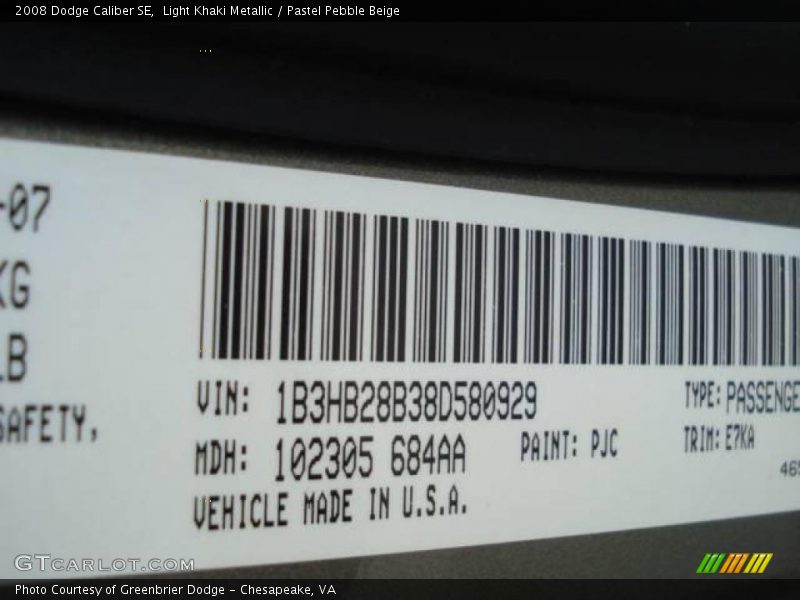 2008 Dodge Caliber SE,  Light Khaki Metallic / Pastel Pebble Beige
-07
KG
LB
SAFETY,
VIN: 1B3HB28B38D580929 TYPE: PASSENGE
MDH: 102305 684AA PAINT: PJC TRIM: E7KA
465
VEHICLE MADE IN U.S.A.
GTCARLOT.COM
Photo Courtesy of Greenbrier Dodge - Chesapeake, VA